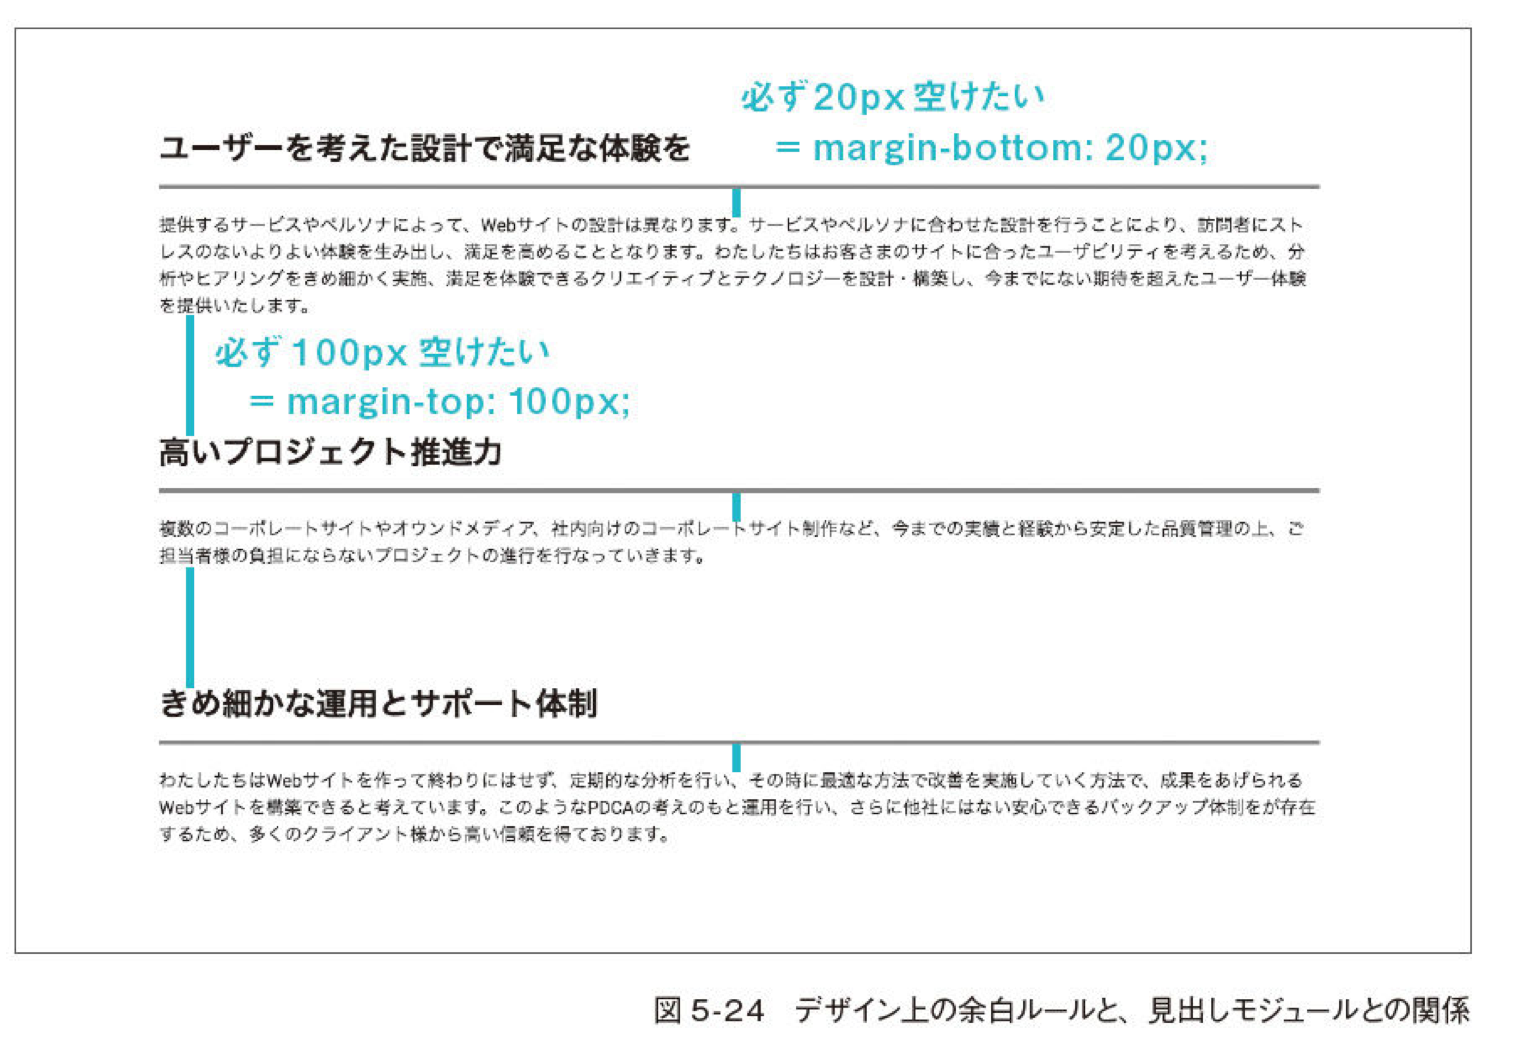 必ず20px 空けたい
= margin-bottom: 20px;
ユーザーを考えた設計で満足な体験を
提供するサービスやペルソナによって、Webサイトの設計は異なります。サービスやペルソナに合わせた設計を行うことにより、訪問者にスト
レスのないよりよい体験を生み出し、満足を高めることとなります。わたしたちはお客さまのサイトに合ったユーザビリティを考えるため、分
析やヒアリングをきめ細かく実施、満足を体験できるクリエイティブとテクノロジーを設計・構築し、今までにない期待を超えたユーザー体験
を提供いたします。
必ず100px 空けたい
= margin-top: 100px;
高いプロジェクト推進力
複数のコーポレートサイトやオウンドメディア、社内向けのコーポレートサイト制作など、今までの実績と経験から安定した品質管理の上、ご
担当者様の負担にならないプロジェクトの進行を行なっていきます。
きめ細かな運用とサポート体制
わたしたちはWebサイトを作って終わりにはせず、定期的な分析を行い、その時に最適な方法で改善を実施していく方法で、成果をあげられる
Webサイトを構築できると考えています。このようなPDCAの考えのもと運用を行い、さらに他社にはない安心できるバックアップ体制をが存在
するため、多くのクライアント様から高い信頼を得ております。
図 5-24 デザイン上の余白ルールと、見出しモジュールとの関係